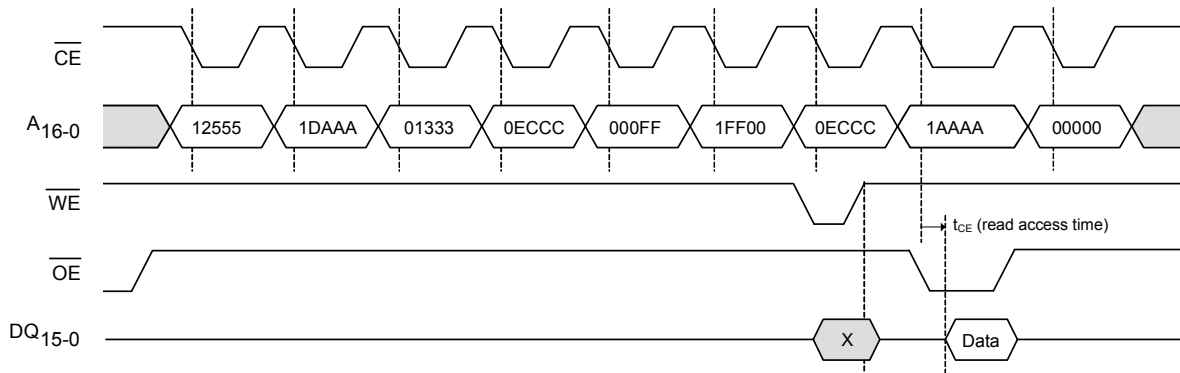 CE
A16-0 12555 1DAAA 01333 0ECCC 000FF 1FF00 0ECCC 1AAAA 00000
WE
tCE (read access time)
OE
DQ15-0 X Data